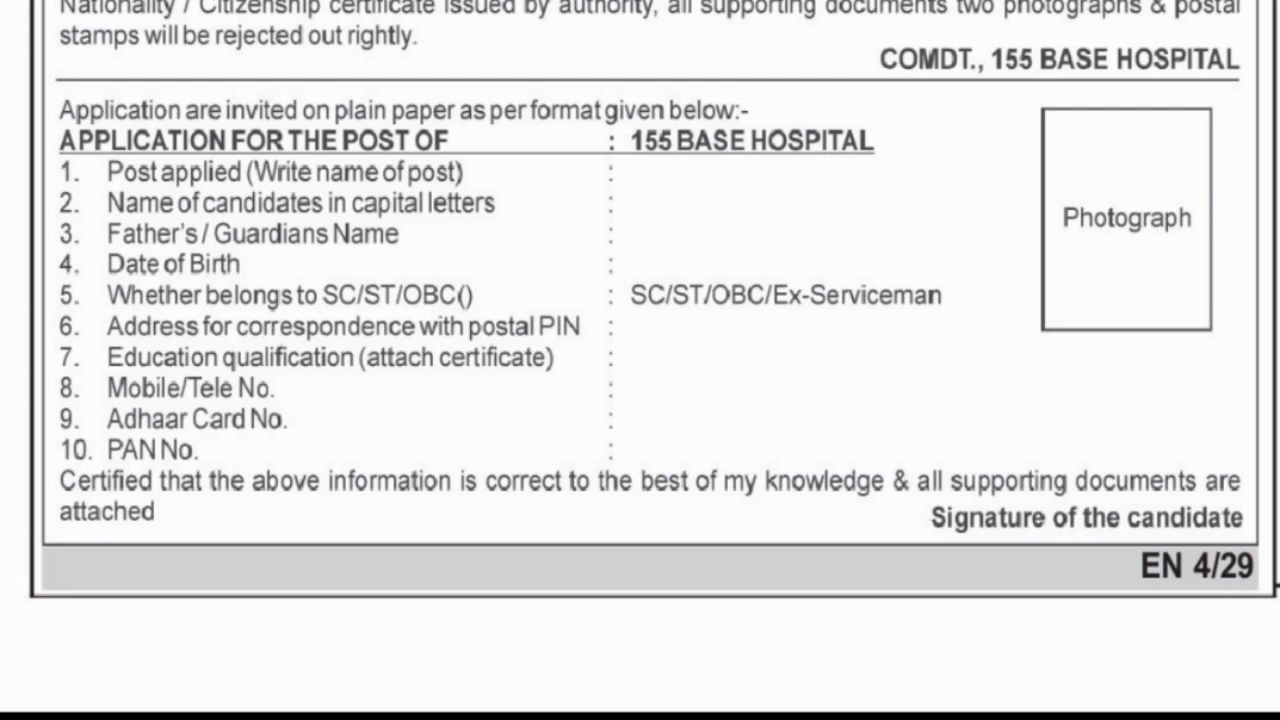 Nationality / Citizenship certificate issued by authority, all supporting documents two photographs & postal
stamps will be rejected out rightly.
COMDT., 155 BASE HOSPITAL
Application are invited on plain paper as per format given below:-
APPLICATION FOR THE POST OF : 155 BASE HOSPITAL
1. Post applied (Write name of post) :
2. Name of candidates in capital letters :
3. Father's / Guardians Name :
4. Date of Birth :
5. Whether belongs to SC/ST/OBC() : SC/ST/OBC/Ex-Serviceman
6. Address for correspondence with postal PIN :
7. Education qualification (attach certificate) :
8. Mobile/Tele No. :
9. Adhaar Card No. :
10. PAN No. :
Photograph
Certified that the above information is correct to the best of my knowledge & all supporting documents are
attached
Signature of the candidate
EN 4/29